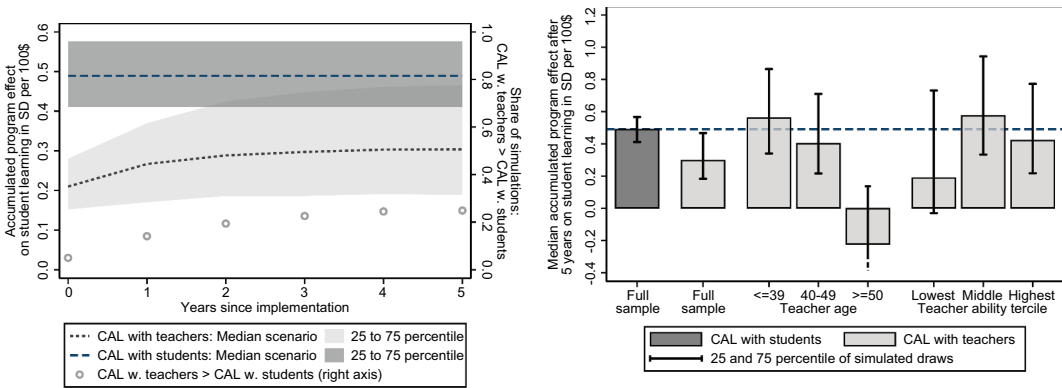 Accumulated program effect
on student learning in SD per 100$
0.6
0.5
0.4
0.3
0.2
0.1
0.0
1.0
0.8
0.6
0.4
0.2
0.0
Share of simulations:
CAL w. teachers > CAL w. students
0 1 2 3 4 5
Years since implementation
CAL with teachers: Median scenario 25 to 75 percentile
CAL with students: Median scenario 25 to 75 percentile
CAL w. teachers > CAL w. students (right axis)
Median accumulated program effect after
5 years on student learning in SD per 100$
1.2
1.0
0.8
0.6
0.4
0.2
0.0
-0.2
-0.4
Full Full <=39 40-49 >=50 Lowest Middle Highest
sample sample Teacher age Teacher ability tercile
CAL with students CAL with teachers
25 and 75 percentile of simulated draws